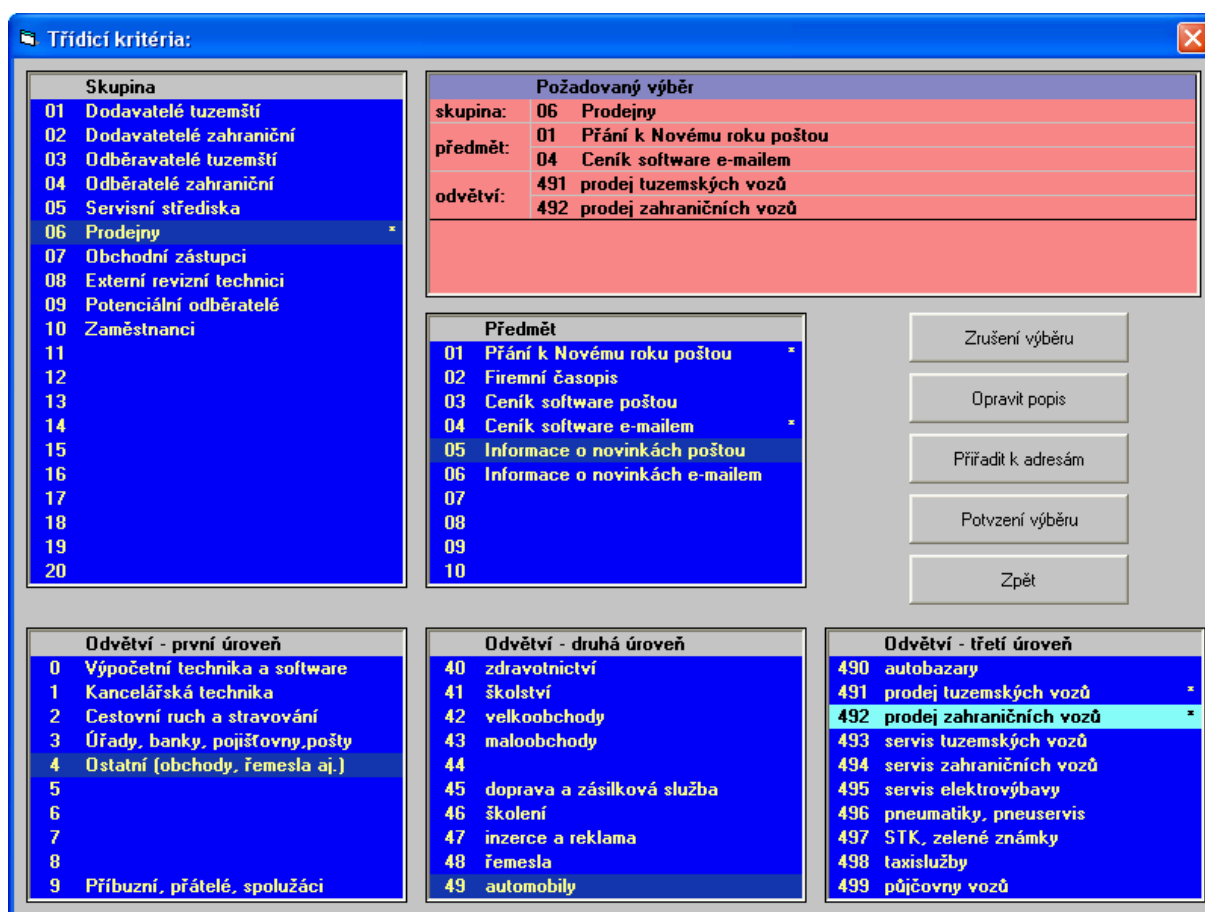 Třídicí kritéria:
Skupina
01 Dodavatelé tuzemští
02 Dodavatetelé zahraniční
03 Odběravatelé tuzemští
04 Odběratelé zahraniční
05 Servisní střediska
06 Prodejny *
07 Obchodní zástupci
08 Externí revizní technici
09 Potenciální odběratelé
10 Zaměstnanci
11
12
13
14
15
16
17
18
19
20
Požadovaný výběr
skupina: 06 Prodejny
předmět: 01 Přání k Novému roku poštou
04 Ceník software e-mailem
odvětví: 491 prodej tuzemských vozů
492 prodej zahraničních vozů
Předmět
01 Přání k Novému roku poštou *
02 Firemní časopis
03 Ceník software poštou
04 Ceník software e-mailem *
05 Informace o novinkách poštou
06 Informace o novinkách e-mailem
07
08
09
10
Zrušení výběru
Opravit popis
Přiřadit k adresám
Potvzení výběru
Zpět
Odvětví - první úroveň
0 Výpočetní technika a software
1 Kancelářská technika
2 Cestovní ruch a stravování
3 Úřady, banky, pojišťovny,pošty
4 Ostatní (obchody, řemesla aj.)
5
6
7
8
9 Příbuzní, přátelé, spolužáci
Odvětví - druhá úroveň
40 zdravotnictví
41 školství
42 velkoobchody
43 maloobchody
44
45 doprava a zásilková služba
46 školení
47 inzerce a reklama
48 řemesla
49 automobily
Odvětví - třetí úroveň
490 autobazary
491 prodej tuzemských vozů *
492 prodej zahraničních vozů *
493 servis tuzemských vozů
494 servis zahraničních vozů
495 servis elektrovýbavy
496 pneumatiky, pneuservis
497 STK, zelené známky
498 taxislužby
499 půjčovny vozů